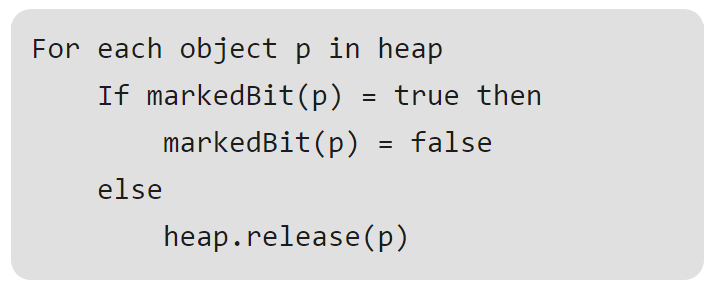 For each object p in heap
    If markedBit(p) = true then
        markedBit(p) = false
    else
        heap.release(p)